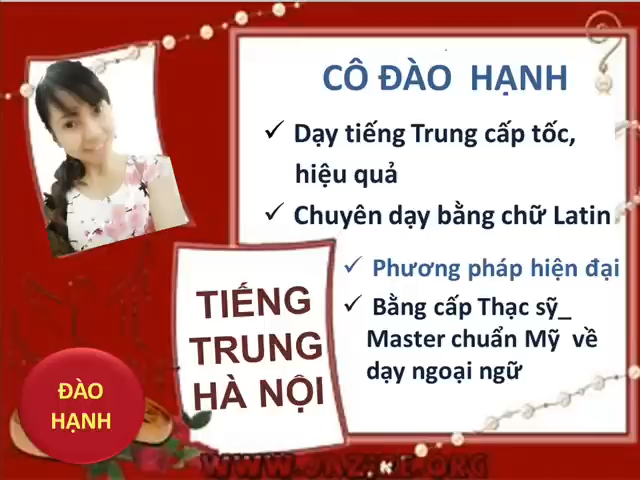 CÔ ĐÀO HẠNH
✓ Dạy tiếng Trung cấp tốc,
hiệu quả
✓ Chuyên dạy bằng chữ Latin
✓ Phương pháp hiện đại
✓ Bằng cấp Thạc sỹ_
Master chuẩn Mỹ về
dạy ngoại ngữ
TIẾNG
TRUNG
HÀ NỘI
ĐÀO
HẠNH